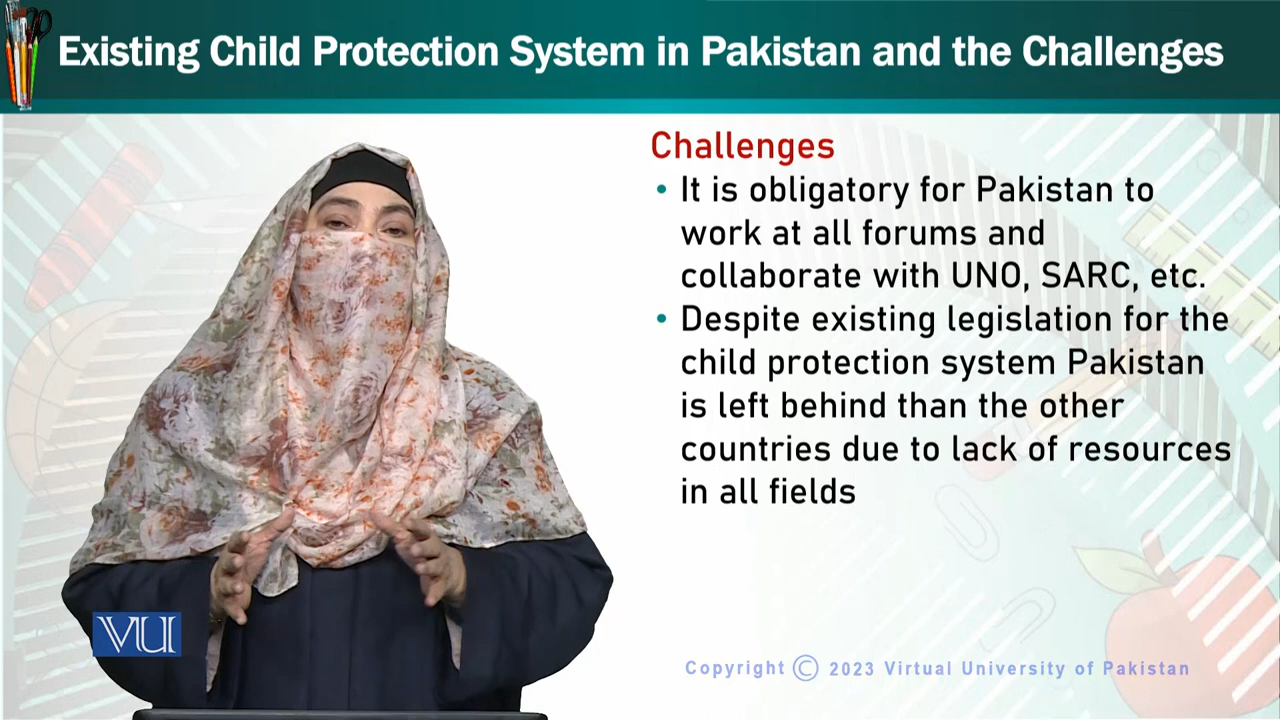 Existing Child Protection System in Pakistan and the Challenges
Challenges
• It is obligatory for Pakistan to
work at all forums and
collaborate with UNO, SARC, etc.
• Despite existing legislation for the
child protection system Pakistan
is left behind than the other
countries due to lack of resources
in all fields
VU
Copyright © 2023 Virtual University of Pakistan